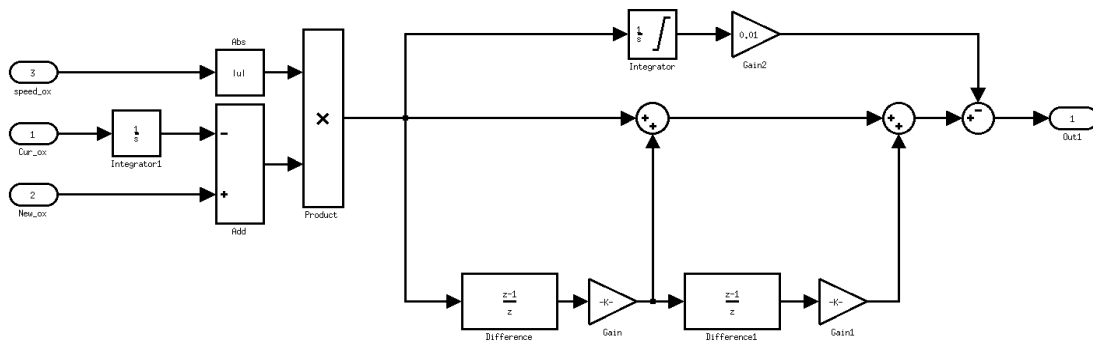 1
s
Integrator
0.01
Gain2
Abs
|u|
3
speed_ox
1
Cur_ox
1
s
Integrator1
−
+
Add
2
New_ox
×
Product
+
+
+
+
+
−
1
Out1
z-1
z
Difference
-K-
Gain
z-1
z
Difference1
-K-
Gain1